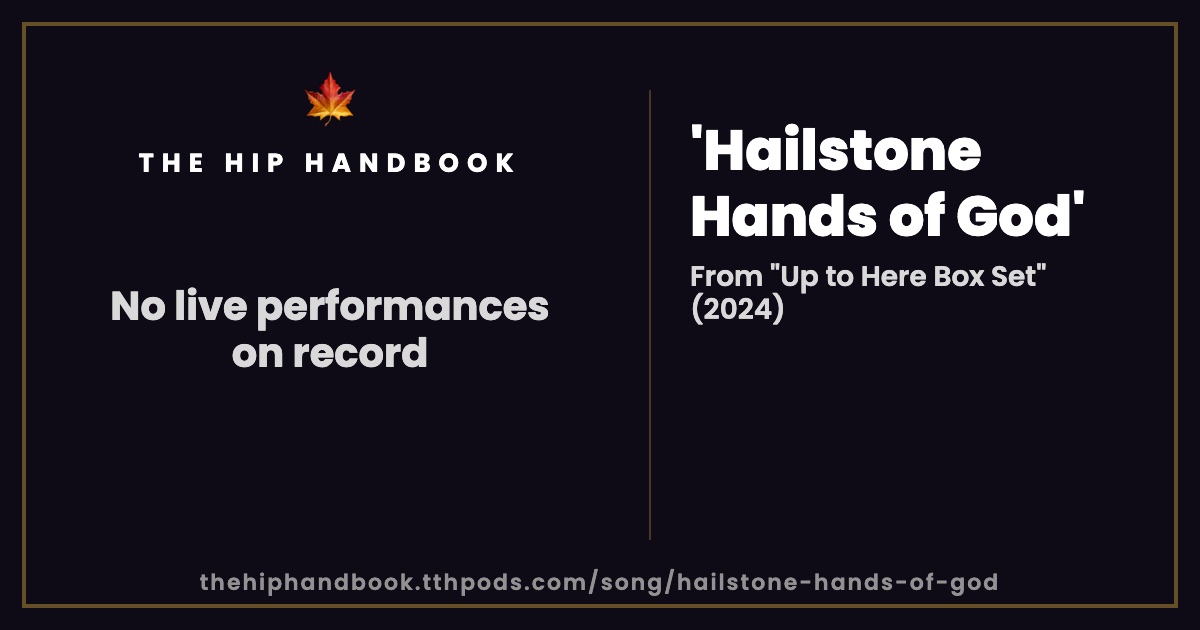 THE HIP HANDBOOK
No live performances
on record
'Hailstone
Hands of God'
From "Up to Here Box Set"
(2024)
thehiphandbook.tthpods.com/song/hailstone-hands-of-god